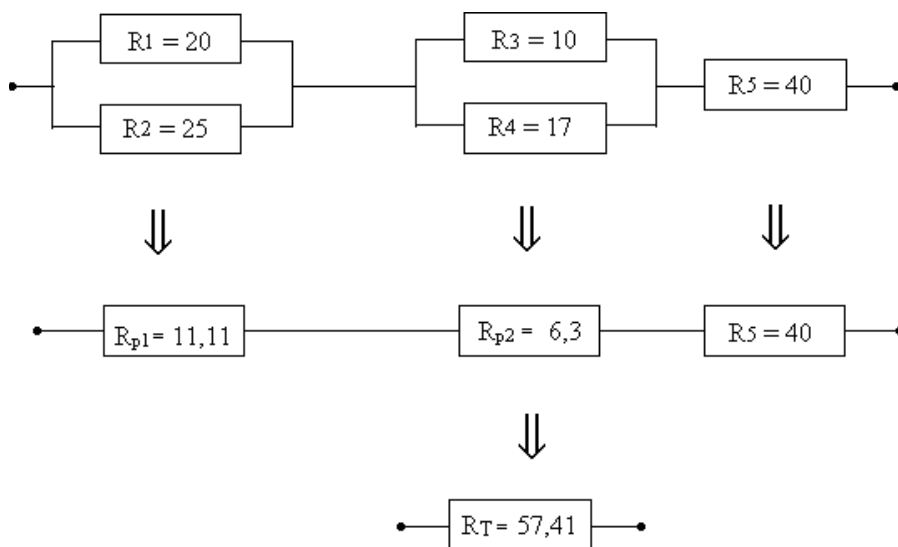 R1 = 20
R3 = 10
R5 = 40
R2 = 25
R4 = 17
Rp1 = 11,11
Rp2 = 6,3
R5 = 40
RT = 57,41